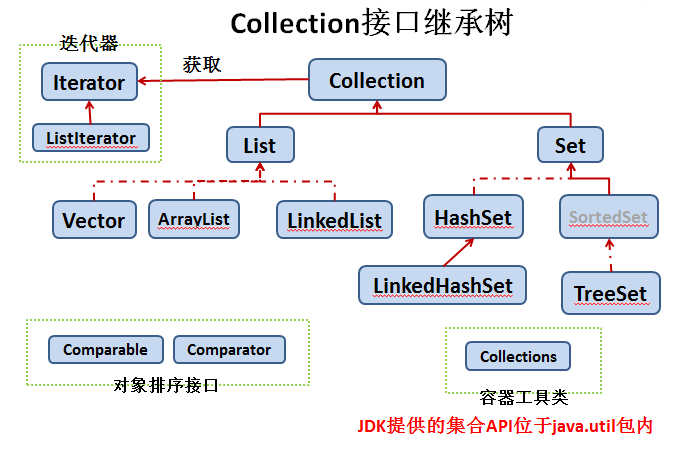 Collection接口继承树
迭代器
获取
Iterator
Collection
ListIterator
List
Set
Vector
ArrayList
LinkedList
HashSet
SortedSet
LinkedHashSet
TreeSet
Comparable
Comparator
Collections
对象排序接口
容器工具类
JDK提供的集合API位于java.util包内